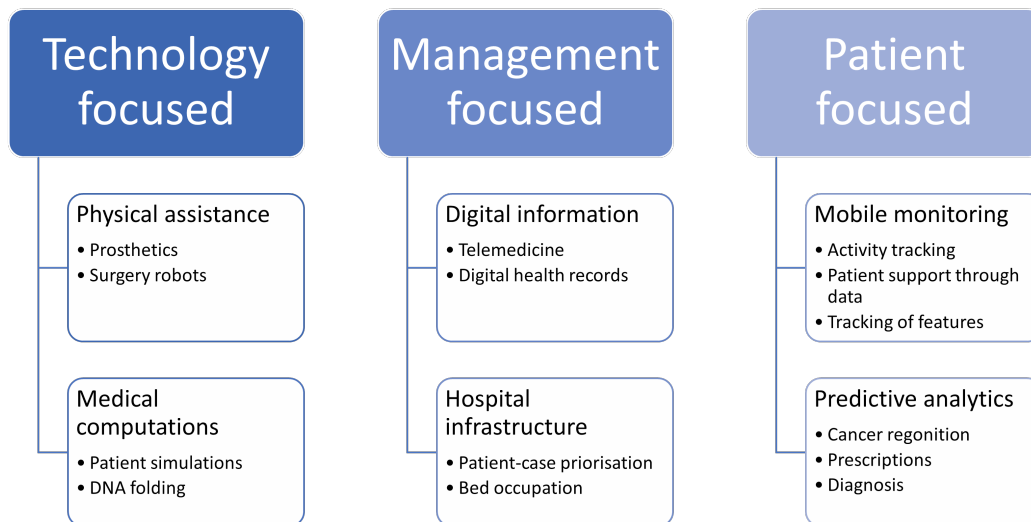 Technology
focused
Physical assistance
• Prosthetics
• Surgery robots
Medical
computations
• Patient simulations
• DNA folding
Management
focused
Digital information
• Telemedicine
• Digital health records
Hospital
infrastructure
• Patient-case priorisation
• Bed occupation
Patient
focused
Mobile monitoring
• Activity tracking
• Patient support through
data
• Tracking of features
Predictive analytics
• Cancer regonition
• Prescriptions
• Diagnosis